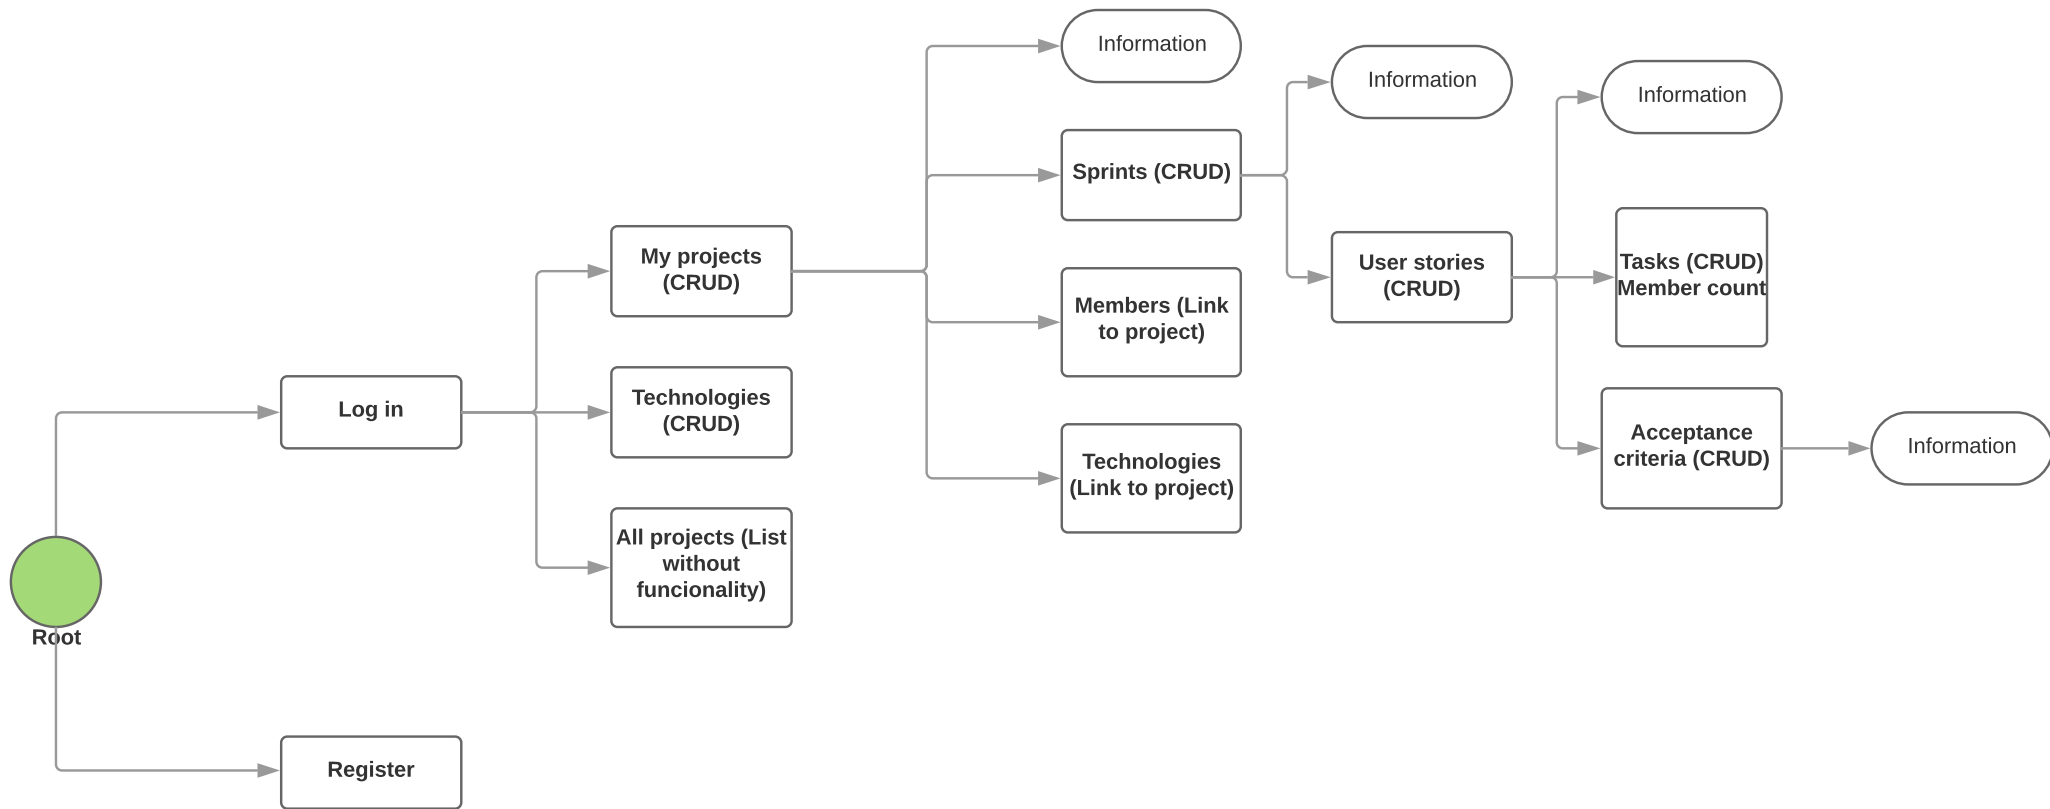 Information
Information
Information
Sprints (CRUD)
My projects
(CRUD)
User stories
(CRUD)
Tasks (CRUD)
Member count
Members (Link
to project)
Log in
Technologies
(CRUD)
Technologies
(Link to project)
Acceptance
criteria (CRUD)
Information
All projects (List
without
funcionality)
Root
Register